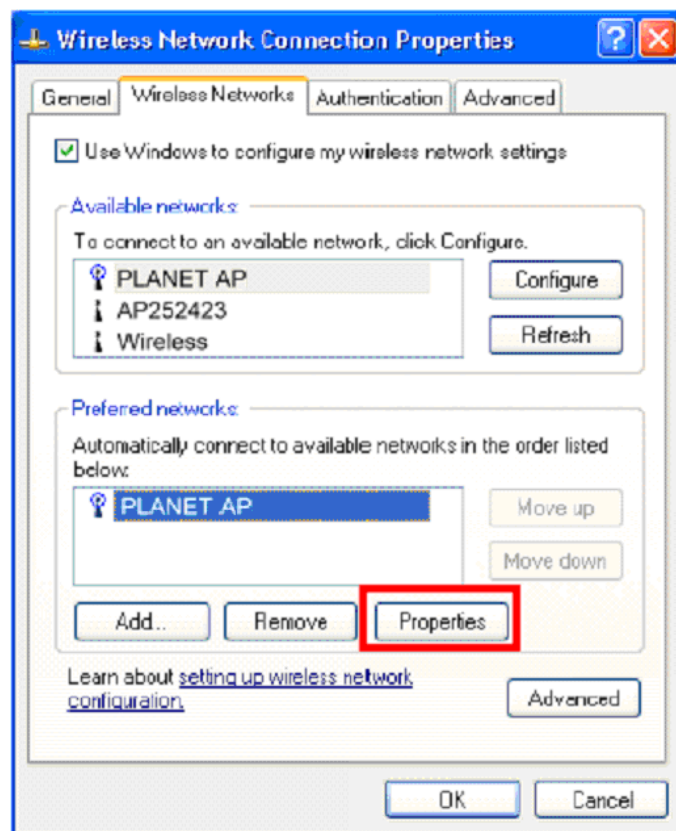 Wireless Network Connection Properties
General Wireless Networks Authentication Advanced
Use Windows to configure my wireless network settings
Available networks:
To connect to an available network, click Configure.
PLANET AP
Configure
AP252423
Wireless
Refresh
Preferred networks:
Automatically connect to available networks in the order listed
below:
PLANET AP
Move up
Move down
Add... Remove Properties
Learn about setting up wireless network
configuration.
Advanced
OK Cancel